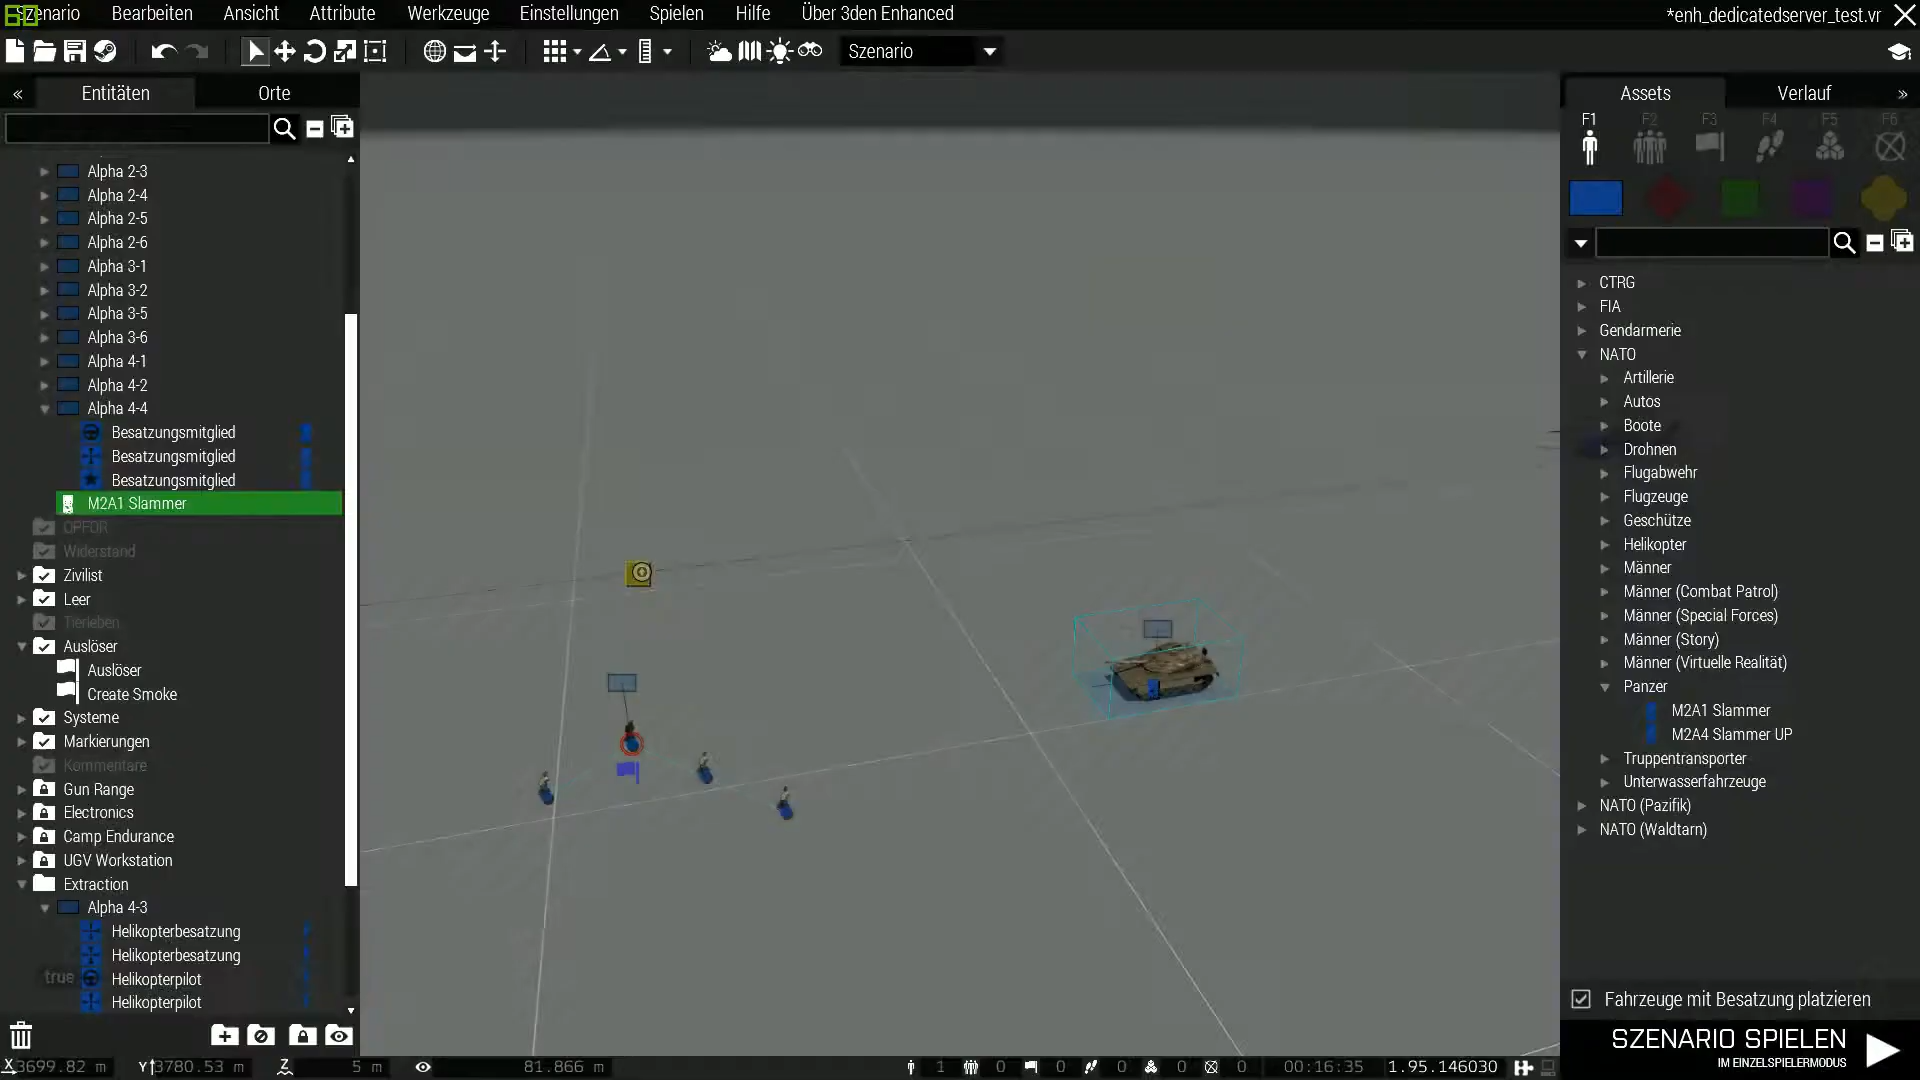 60
Szenario Bearbeiten Ansicht Attribute Werkzeuge Einstellungen Spielen Hilfe Über 3den Enhanced *enh_dedicatedserver_test.vr
Szenario
« Entitäten Orte
Assets Verlauf »
F1 F2 F3 F4 F5 F6
Alpha 2-3
Alpha 2-4
Alpha 2-5
Alpha 2-6
Alpha 3-1
Alpha 3-2
Alpha 3-5
Alpha 3-6
Alpha 4-1
Alpha 4-2
Alpha 4-4
Besatzungsmitglied
Besatzungsmitglied
Besatzungsmitglied
M2A1 Slammer
OPFOR
Widerstand
Zivilist
Leer
Tierleben
Auslöser
Auslöser
Create Smoke
Systeme
Markierungen
Kommentare
Gun Range
Electronics
Camp Endurance
UGV Workstation
Extraction
Alpha 4-3
Helikopterbesatzung
Helikopterbesatzung
true Helikopterpilot
Helikopterpilot
CTRG
FIA
Gendarmerie
NATO
Artillerie
Autos
Boote
Drohnen
Flugabwehr
Flugzeuge
Geschütze
Helikopter
Männer
Männer (Combat Patrol)
Männer (Special Forces)
Männer (Story)
Männer (Virtuelle Realität)
Panzer
M2A1 Slammer
M2A4 Slammer UP
Truppentransporter
Unterwasserfahrzeuge
NATO (Pazifik)
NATO (Waldtarn)
Fahrzeuge mit Besatzung platzieren
SZENARIO SPIELEN
IM EINZELSPIELERMODUS
X 3699.82 m Y 3780.53 m Z 5 m 81.866 m 1 0 0 0 0 0 00:16:35 1.95.146030